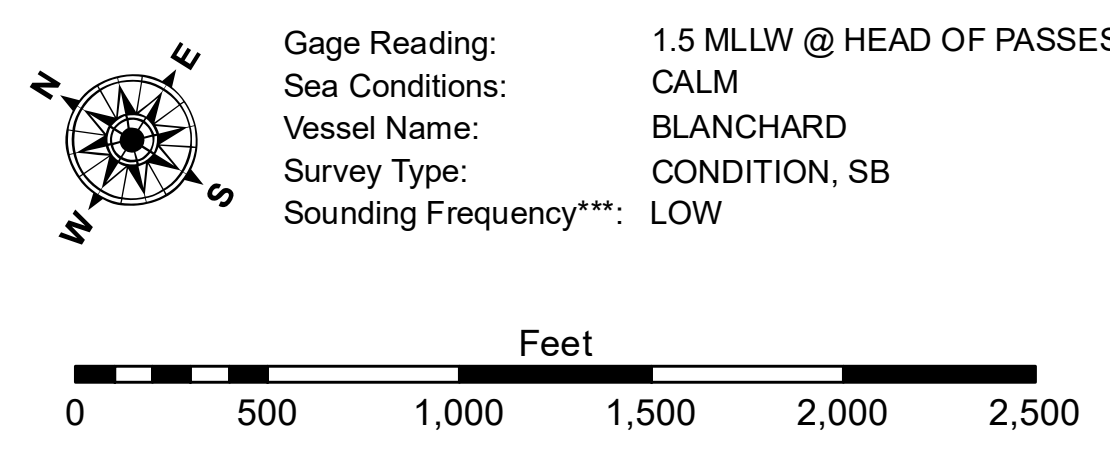 N E S W
Gage Reading: 1.5 MLLW @ HEAD OF PASSES
Sea Conditions: CALM
Vessel Name: BLANCHARD
Survey Type: CONDITION, SB
Sounding Frequency***: LOW
Feet
0 500 1,000 1,500 2,000 2,500